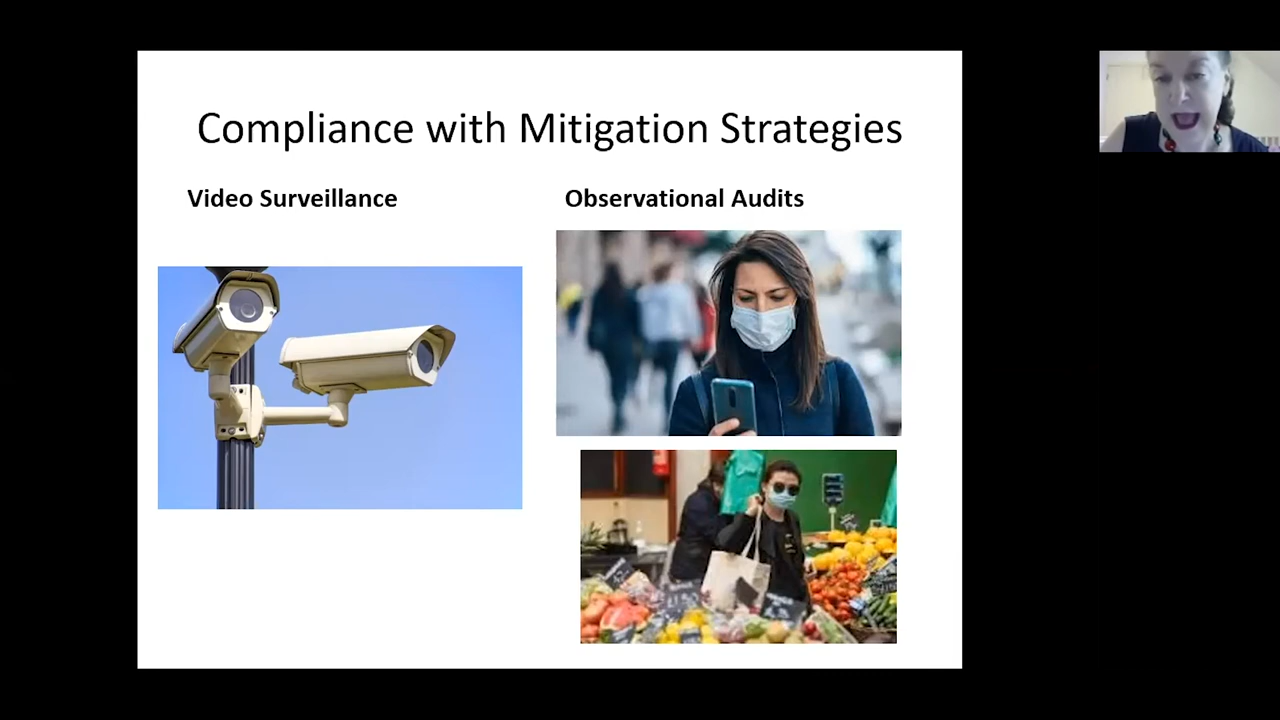 Compliance with Mitigation Strategies
Video Surveillance
Observational Audits